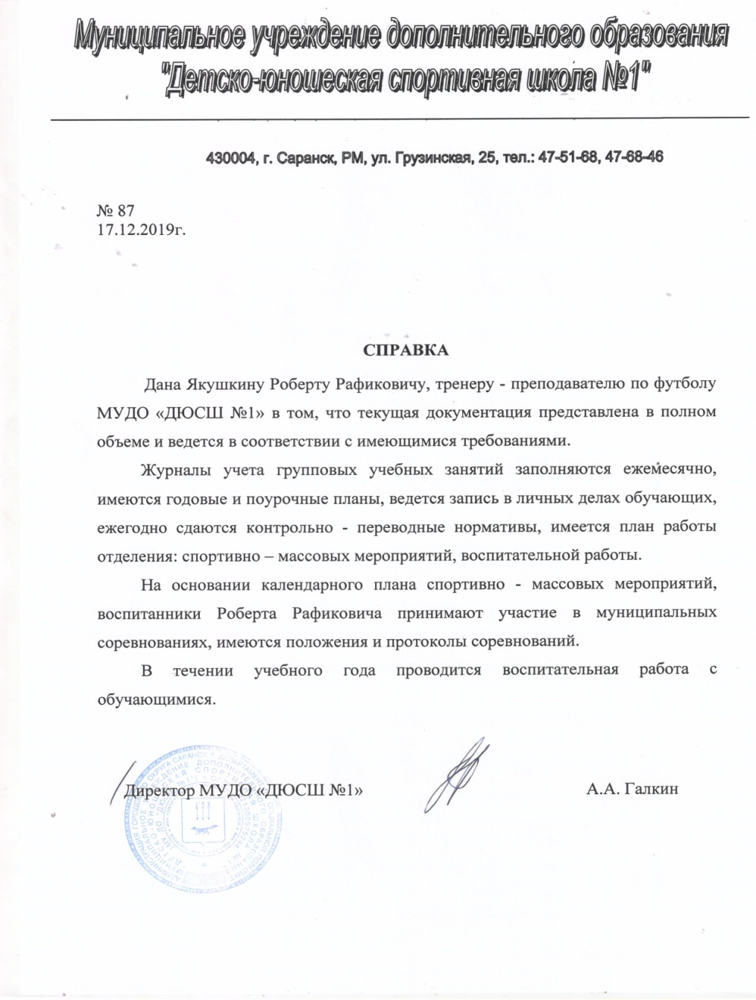 Муниципальное учреждение дополнительного образования
"Детско-юношеская спортивная школа №1"
430004, г. Саранск, РМ, ул. Грузинская, 25, тел.: 47-51-68, 47-68-46
№ 87
17.12.2019г.
СПРАВКА
Дана Якушкину Роберту Рафиковичу, тренеру - преподавателю по футболу
МУДО «ДЮСШ №1» в том, что текущая документация представлена в полном
объеме и ведется в соответствии с имеющимися требованиями.
Журналы учета групповых учебных занятий заполняются ежемесячно,
имеются годовые и поурочные планы, ведется запись в личных делах обучающих,
ежегодно сдаются контрольно - переводные нормативы, имеется план работы
отделения: спортивно – массовых мероприятий, воспитательной работы.
На основании календарного плана спортивно - массовых мероприятий,
воспитанники Роберта Рафиковича принимают участие в муниципальных
соревнованиях, имеются положения и протоколы соревнований.
В течении учебного года проводится воспитательная работа с
обучающимися.
Директор МУДО «ДЮСШ №1»
А.А. Галкин